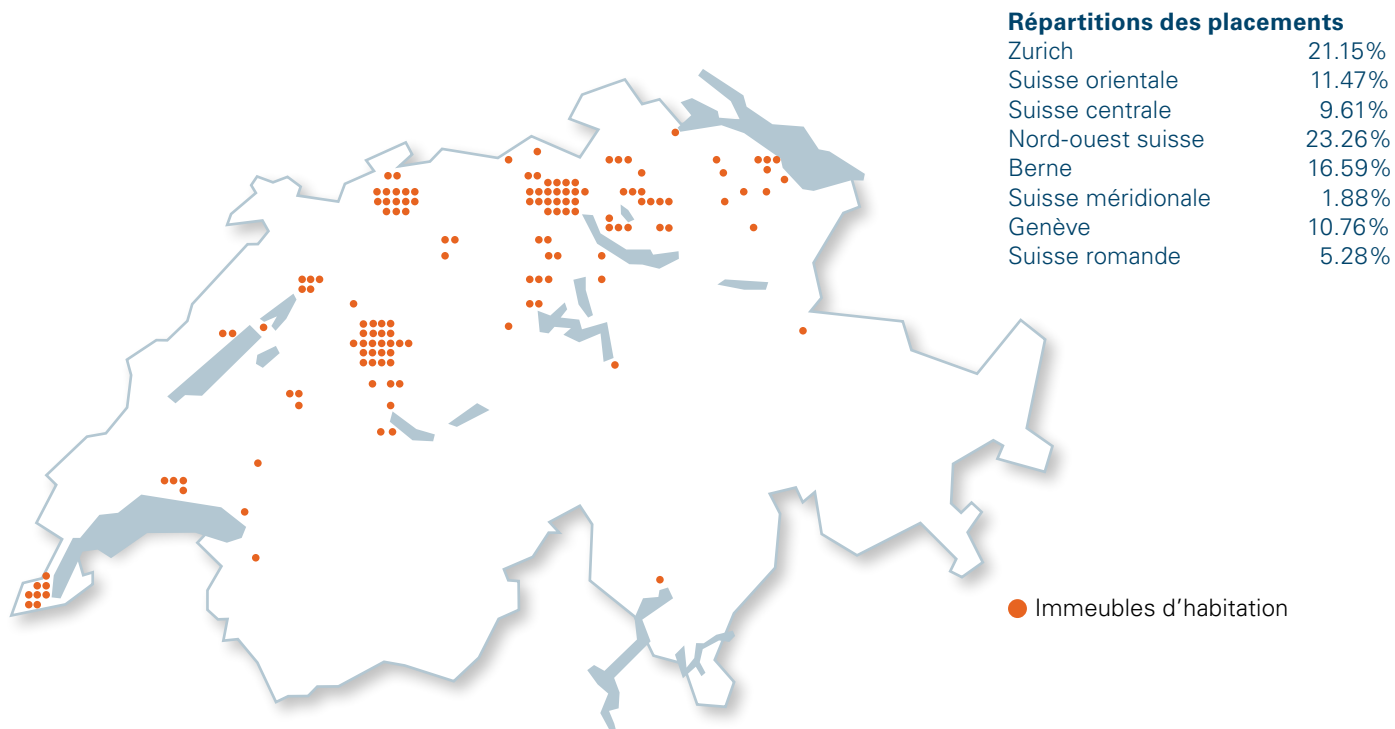 Répartitions des placements
Zurich 21.15%
Suisse orientale 11.47%
Suisse centrale 9.61%
Nord-ouest suisse 23.26%
Berne 16.59%
Suisse méridionale 1.88%
Genève 10.76%
Suisse romande 5.28%
Immeubles d'habitation